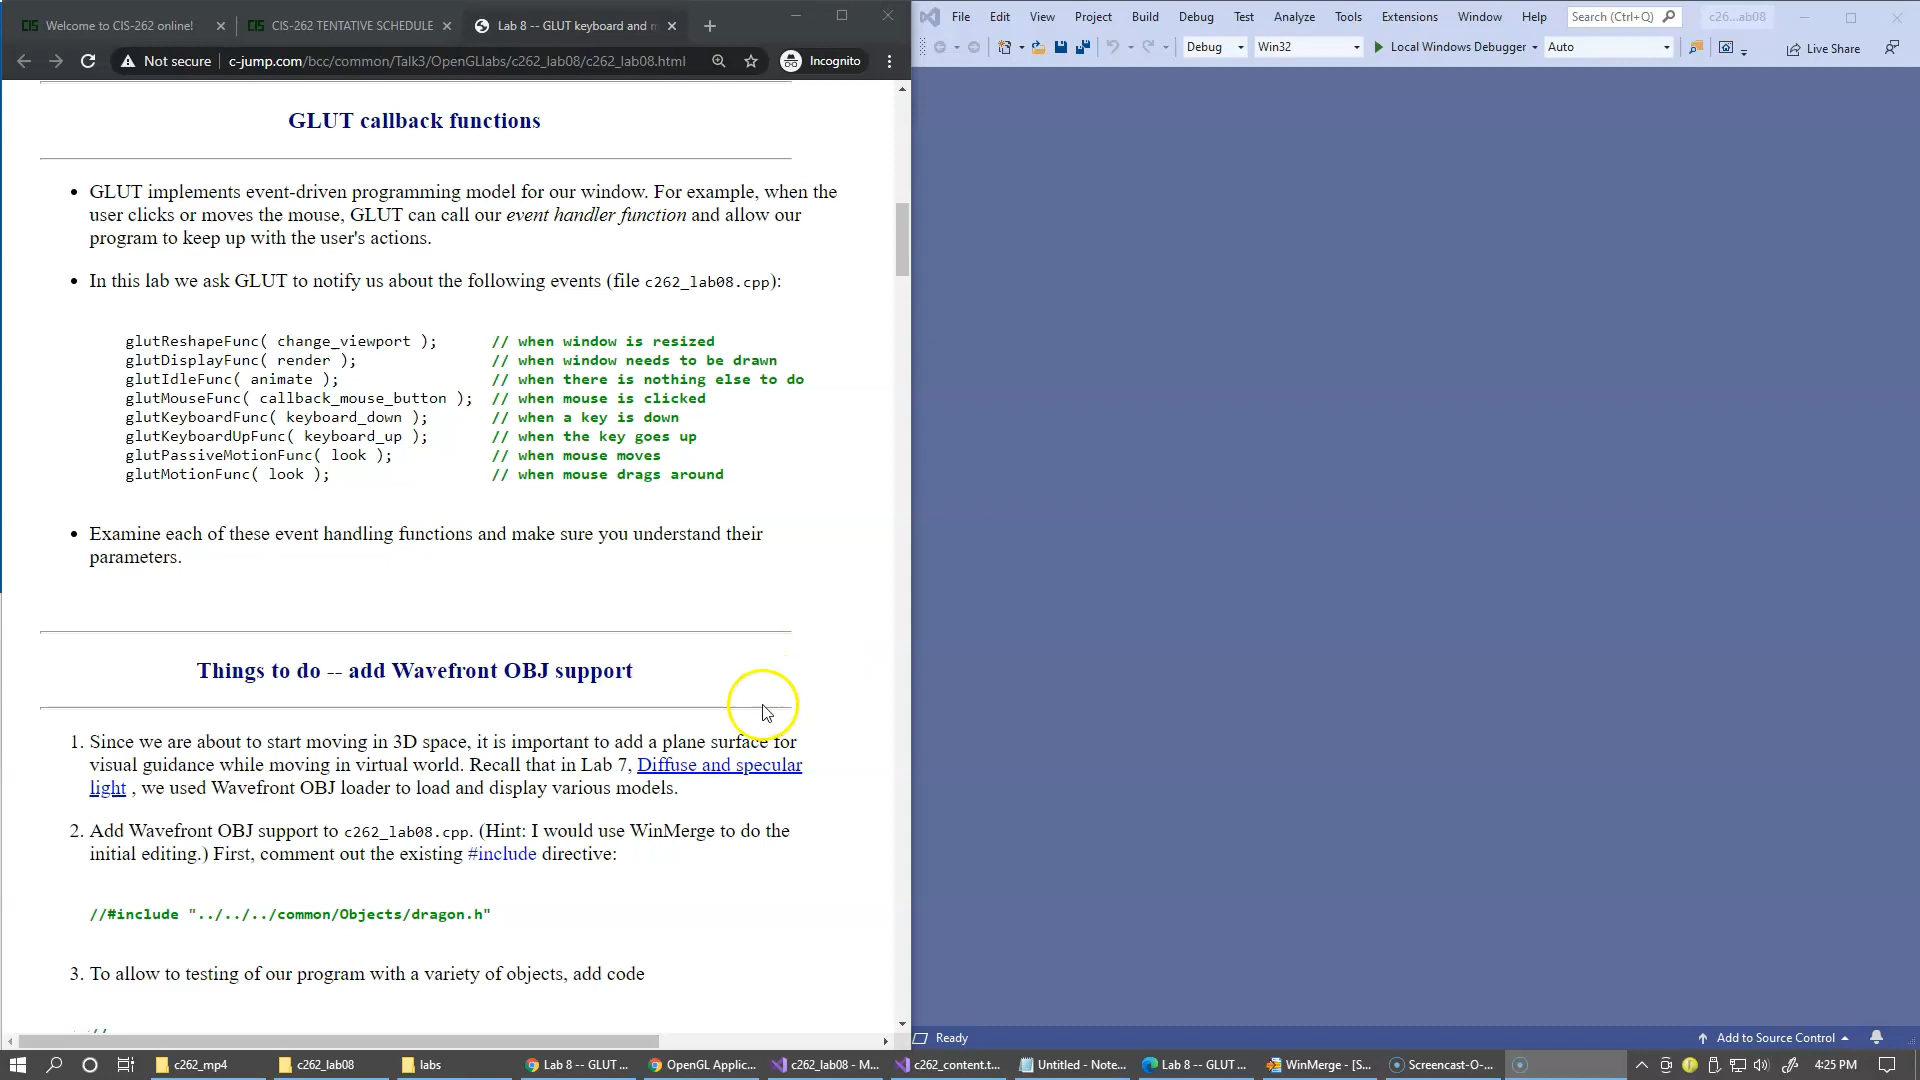 Welcome to CIS-262 online!
CIS-262 TENTATIVE SCHEDULE
Lab 8 -- GLUT keyboard and m
Not secure
c-jump.com/bcc/common/Talk3/OpenGLlabs/c262_lab08/c262_lab08.html
Incognito
GLUT callback functions
• GLUT implements event-driven programming model for our window. For example, when the
user clicks or moves the mouse, GLUT can call our event handler function and allow our
program to keep up with the user's actions.
• In this lab we ask GLUT to notify us about the following events (file c262_lab08.cpp):
glutReshapeFunc( change_viewport ); // when window is resized
glutDisplayFunc( render ); // when window needs to be drawn
glutIdleFunc( animate ); // when there is nothing else to do
glutMouseFunc( callback_mouse_button ); // when mouse is clicked
glutKeyboardFunc( keyboard_down ); // when a key is down
glutKeyboardUpFunc( keyboard_up ); // when the key goes up
glutPassiveMotionFunc( look ); // when mouse moves
glutMotionFunc( look ); // when mouse drags around
• Examine each of these event handling functions and make sure you understand their
parameters.
Things to do -- add Wavefront OBJ support
1. Since we are about to start moving in 3D space, it is important to add a plane surface for
visual guidance while moving in virtual world. Recall that in Lab 7, Diffuse and specular
light , we used Wavefront OBJ loader to load and display various models.
2. Add Wavefront OBJ support to c262_lab08.cpp. (Hint: I would use WinMerge to do the
initial editing.) First, comment out the existing #include directive:
//#include "../../../common/Objects/dragon.h"
3. To allow to testing of our program with a variety of objects, add code
//
File Edit View Project Build Debug Test Analyze Tools Extensions Window Help Search (Ctrl+Q) c26...ab08
Debug Win32 Local Windows Debugger Auto Live Share
Ready Add to Source Control
c262_mp4 c262_lab08 labs Lab 8 -- GLUT ... OpenGL Applic... c262_lab08 - M... c262_content.t... Untitled - Note... Lab 8 -- GLUT ... WinMerge - [S... Screencast-O-... 4:25 PM